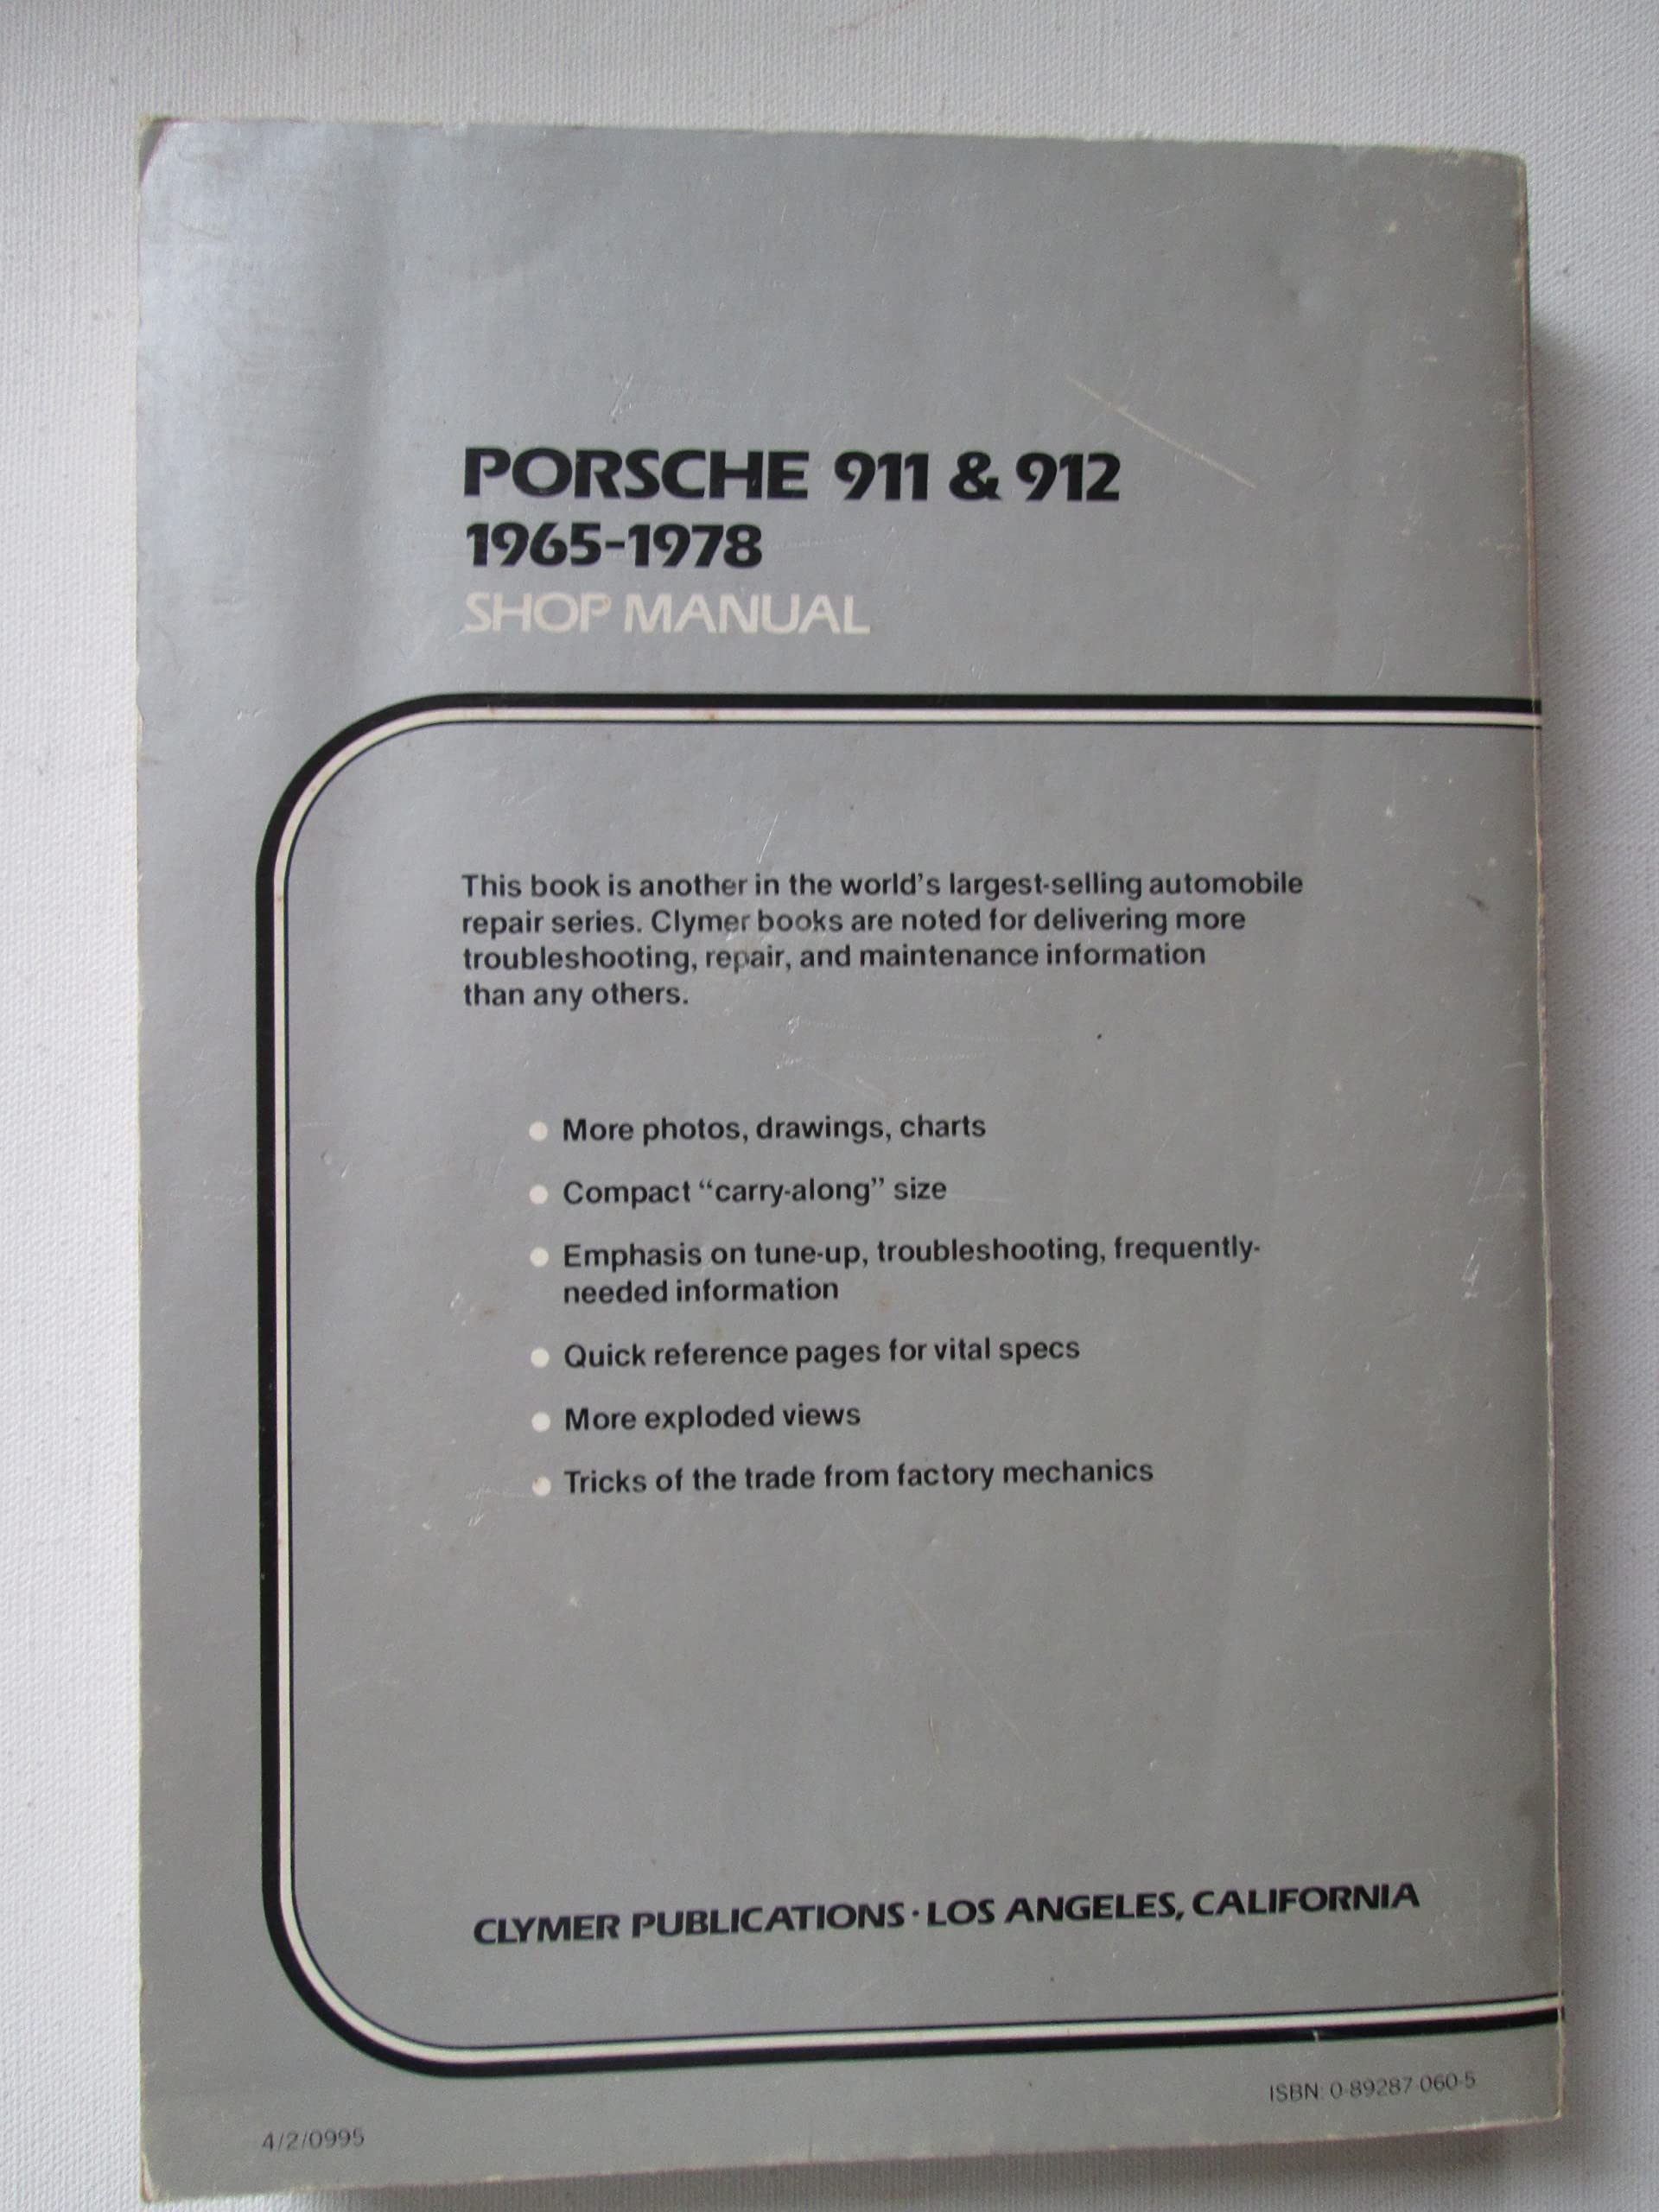 PORSCHE 911 & 912
1965-1978
SHOP MANUAL
This book is another in the world's largest-selling automobile
repair series. Clymer books are noted for delivering more
troubleshooting, repair, and maintenance information
than any others.
More photos, drawings, charts
Compact “carry-along” size
Emphasis on tune-up, troubleshooting, frequently-
needed information
Quick reference pages for vital specs
More exploded views
Tricks of the trade from factory mechanics
CLYMER PUBLICATIONS · LOS ANGELES, CALIFORNIA
ISBN: 0-89287-060-5
4/2/0995